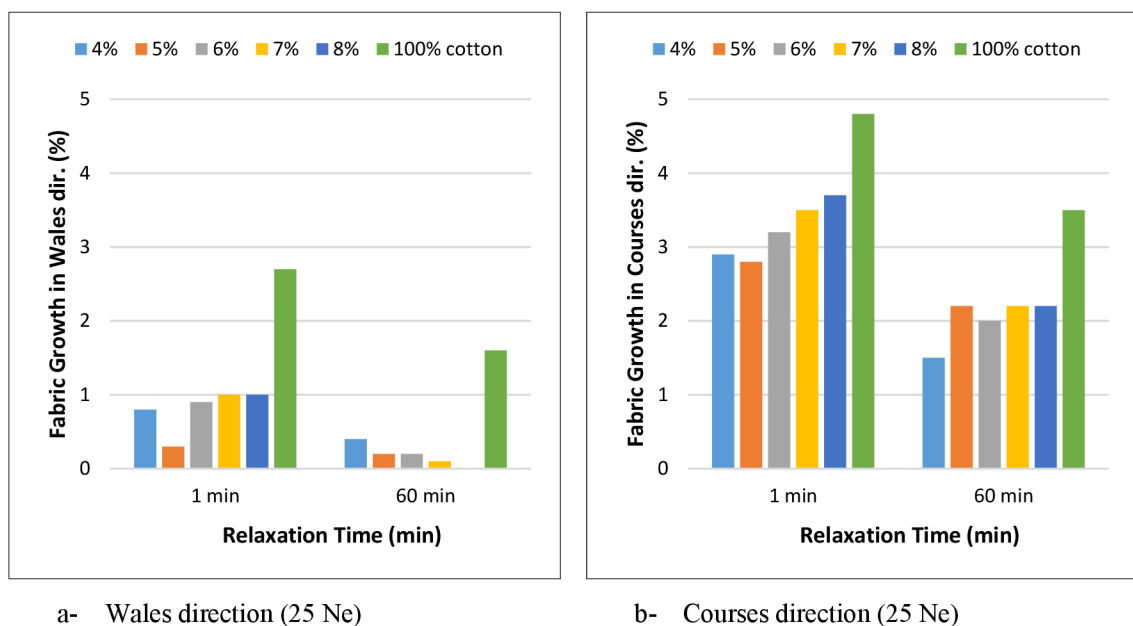 4% 5% 6% 7% 8% 100% cotton
Fabric Growth in Wales dir. (%)
5
4
3
2
1
0
1 min 60 min
Relaxation Time (min)
a- Wales direction (25 Ne)
4% 5% 6% 7% 8% 100% cotton
Fabric Growth in Courses dir. (%)
5
4
3
2
1
0
1 min 60 min
Relaxation Time (min)
b- Courses direction (25 Ne)